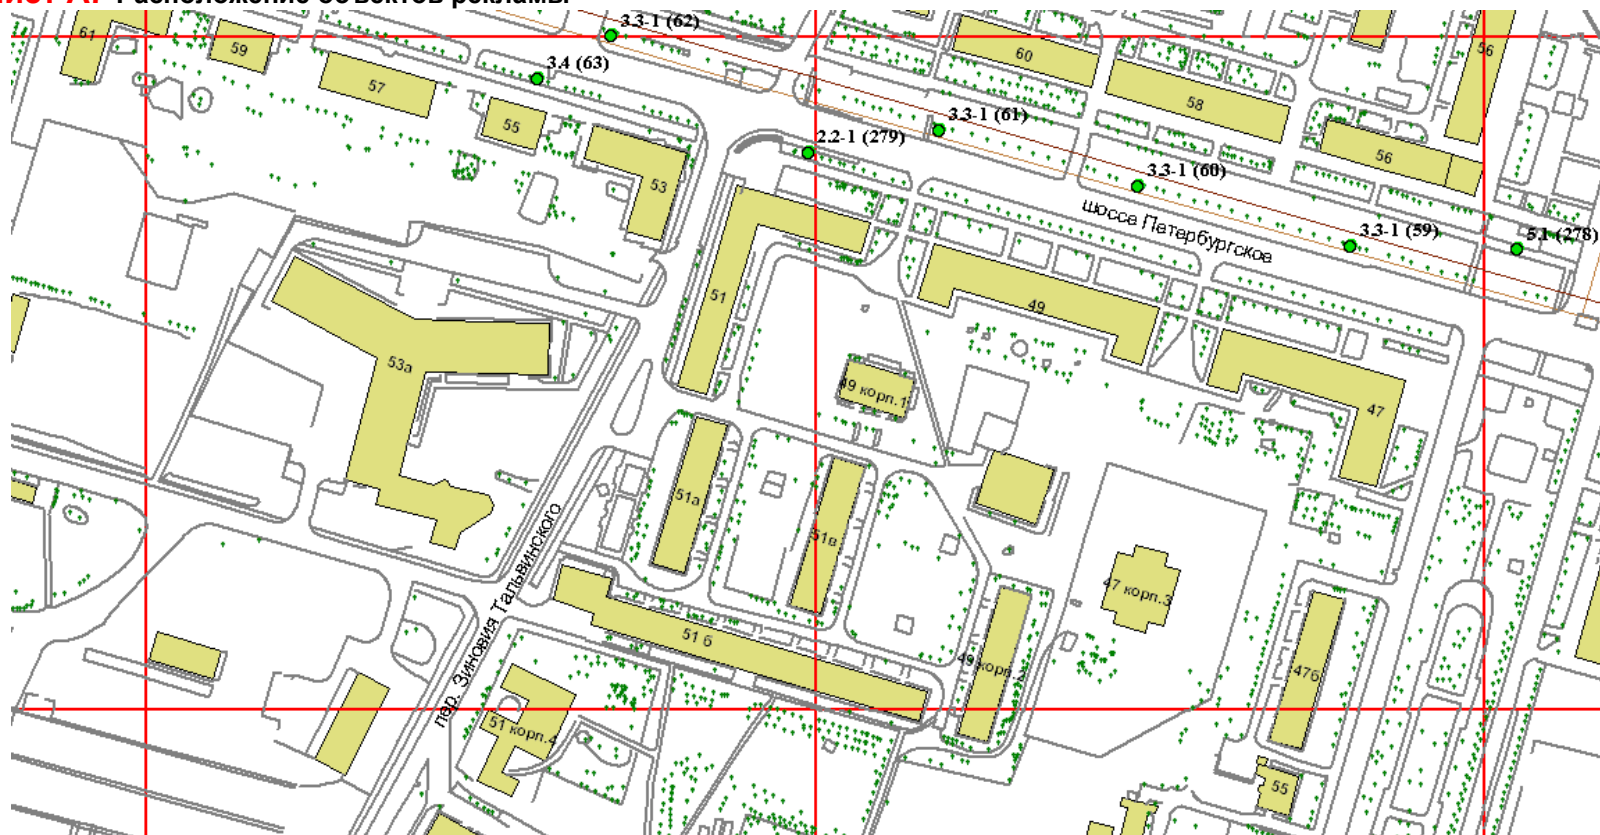 Расположение объектов рекламы
3.3-1 (62)
61
59
60
56
3.4 (63)
57
58
3.3-1 (61)
55
2.2-1 (279)
56
53
3.3-1 (60)
шоссе Петербургское
3.3-1 (59)
5.1 (278)
51
49
53а
49 корп.1
47
51а
51в
пер. Зиновия Тальвинского
47 корп.3
51 б
49 корп.2
47б
51 корп.4
55